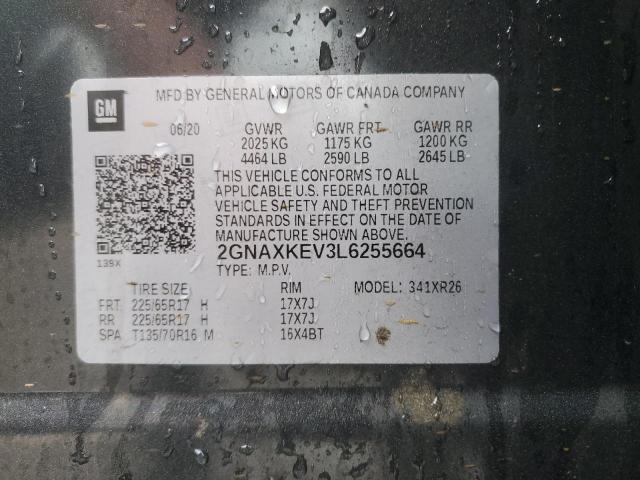 GM
MFD BY GENERAL MOTORS OF CANADA COMPANY
06/20 GVWR GAWR FRT GAWR RR
2025 KG 1175 KG 1200 KG
4464 LB 2590 LB 2645 LB
THIS VEHICLE CONFORMS TO ALL
APPLICABLE U.S. FEDERAL MOTOR
VEHICLE SAFETY AND THEFT PREVENTION
STANDARDS IN EFFECT ON THE DATE OF
MANUFACTURE SHOWN ABOVE.
139X
2GNAXKEV3L6255664
TYPE: M.P.V.
TIRE SIZE RIM MODEL: 341XR26
FRT 225/65R17 H 17X7J
RR 225/65R17 H 17X7J
SPA T135/70R16 M 16X4BT